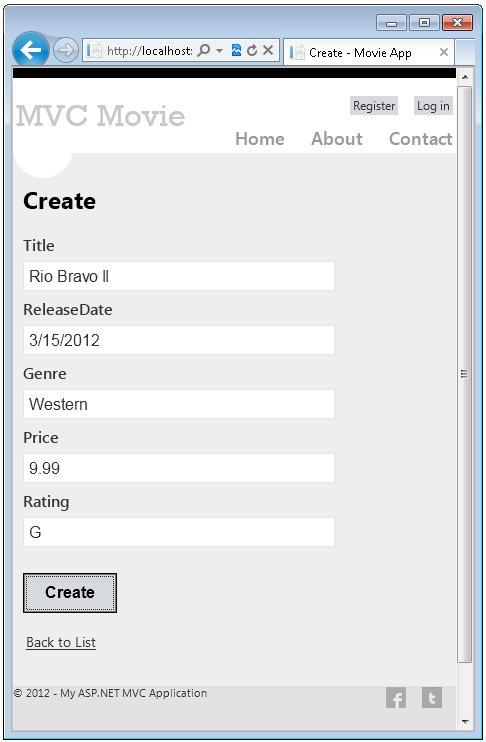 http://localhost:
Create - Movie App
Register Log in
MVC Movie
Home About Contact
Create
Title
Rio Bravo II
ReleaseDate
3/15/2012
Genre
Western
Price
9.99
Rating
G
Create
Back to List
© 2012 - My ASP.NET MVC Application